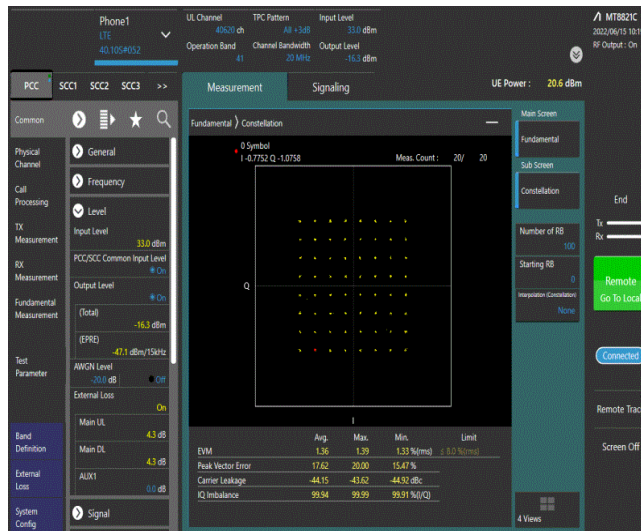 Phone1
LTE
40.10S#052
UL Channel
40620 ch
TPC Pattern
All +3dB
Input Level
33.0 dBm
Operation Band
41
Channel Bandwidth
20 MHz
Output Level
-16.3 dBm
MT8821C
2022/06/15 10:19
RF Output : On
PCC
SCC1
SCC2
SCC3
>>
Measurement
Signaling
UE Power : 20.6 dBm
Common
Physical
Channel
Call
Processing
TX
Measurement
RX
Measurement
Fundamental
Measurement
Test
Parameter
Band
Definition
External
Loss
System
Config
General
Frequency
Level
Input Level
33.0 dBm
PCC/SCC Common Input Level
On
Output Level
On
(Total)
-16.3 dBm
(EPRE)
-47.1 dBm/15kHz
AWGN Level
-20.0 dB
Off
External Loss
On
Main UL
4.3 dB
Main DL
4.3 dB
AUX1
0.0 dB
Signal
Fundamental 〉 Constellation
0 Symbol
I -0.7752 Q -1.0758
Meas. Count : 20/ 20
Q
I
Avg. Max. Min. Limit
EVM 1.36 1.39 1.33 %(rms) ≤ 8.0 %(rms)
Peak Vector Error 17.62 20.00 15.47 %
Carrier Leakage -44.15 -43.62 -44.92 dBc
IQ Imbalance 99.94 99.99 99.91 %(I/Q)
Main Screen
Fundamental
Sub Screen
Constellation
Number of RB
100
Starting RB
0
Interpolation (Constellation)
None
4 Views
End
Tx
Rx
Remote
Go To Local
Connected
Remote Trac
Screen Off